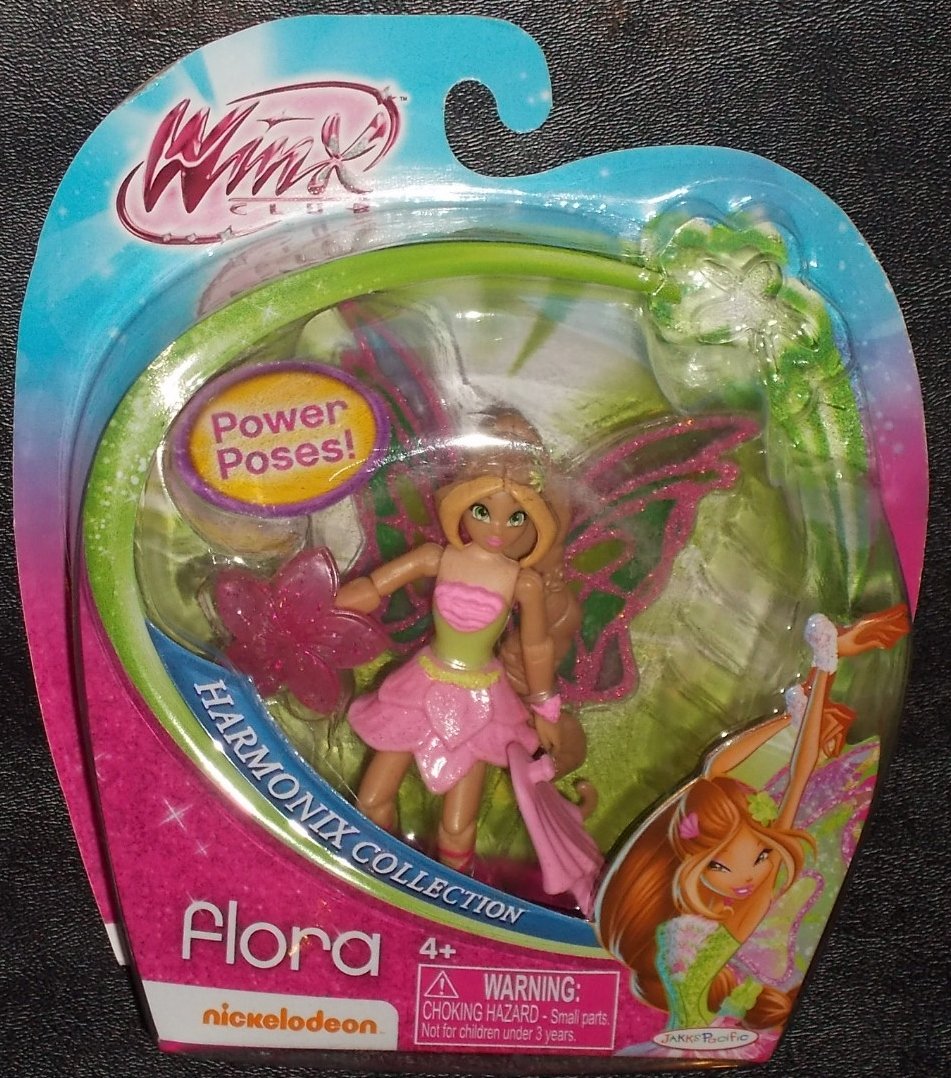 Winx™
CLUB
Power
Poses!
HARMONIX COLLECTION
flora
4+
nickelodeon
WARNING:
CHOKING HAZARD - Small parts.
Not for children under 3 years.
JAKKS Pacific